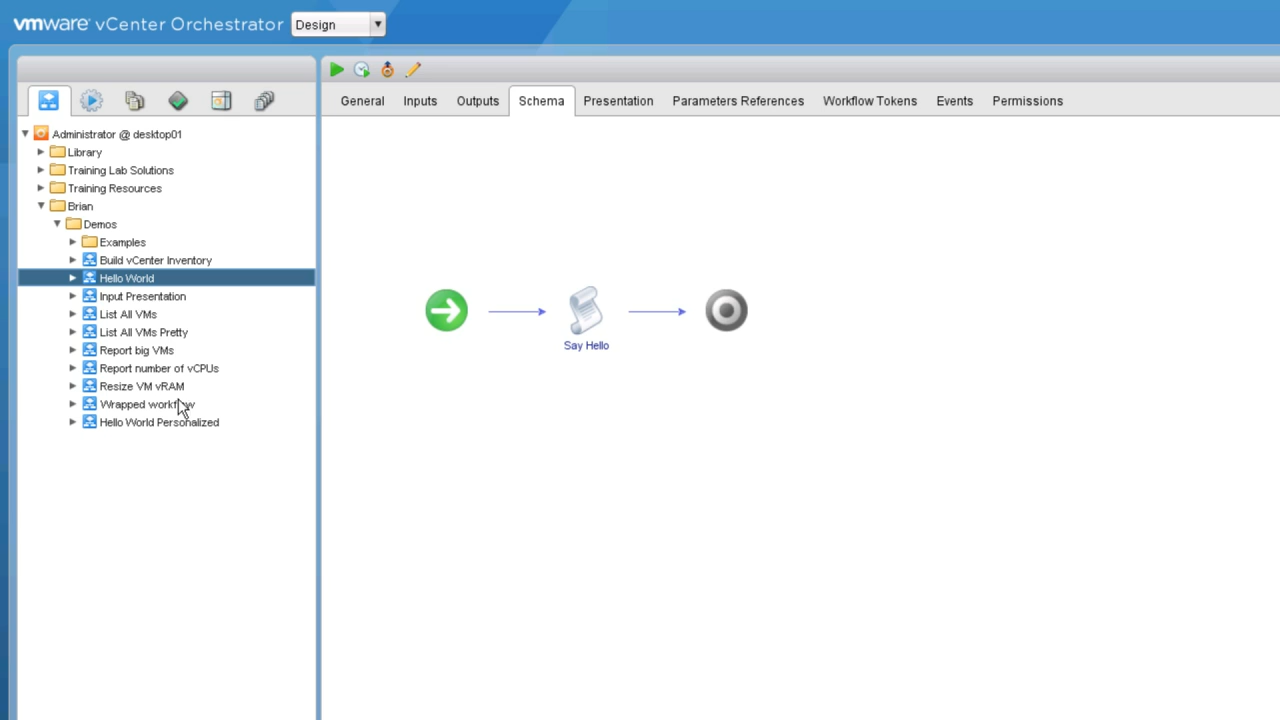 vmware vCenter Orchestrator Design
General Inputs Outputs Schema Presentation Parameters References Workflow Tokens Events Permissions
Administrator @ desktop01
Library
Training Lab Solutions
Training Resources
Brian
Demos
Examples
Build vCenter Inventory
Hello World
Input Presentation
List All VMs
List All VMs Pretty
Report big VMs
Report number of vCPUs
Resize VM vRAM
Wrapped workflow
Hello World Personalized
Say Hello